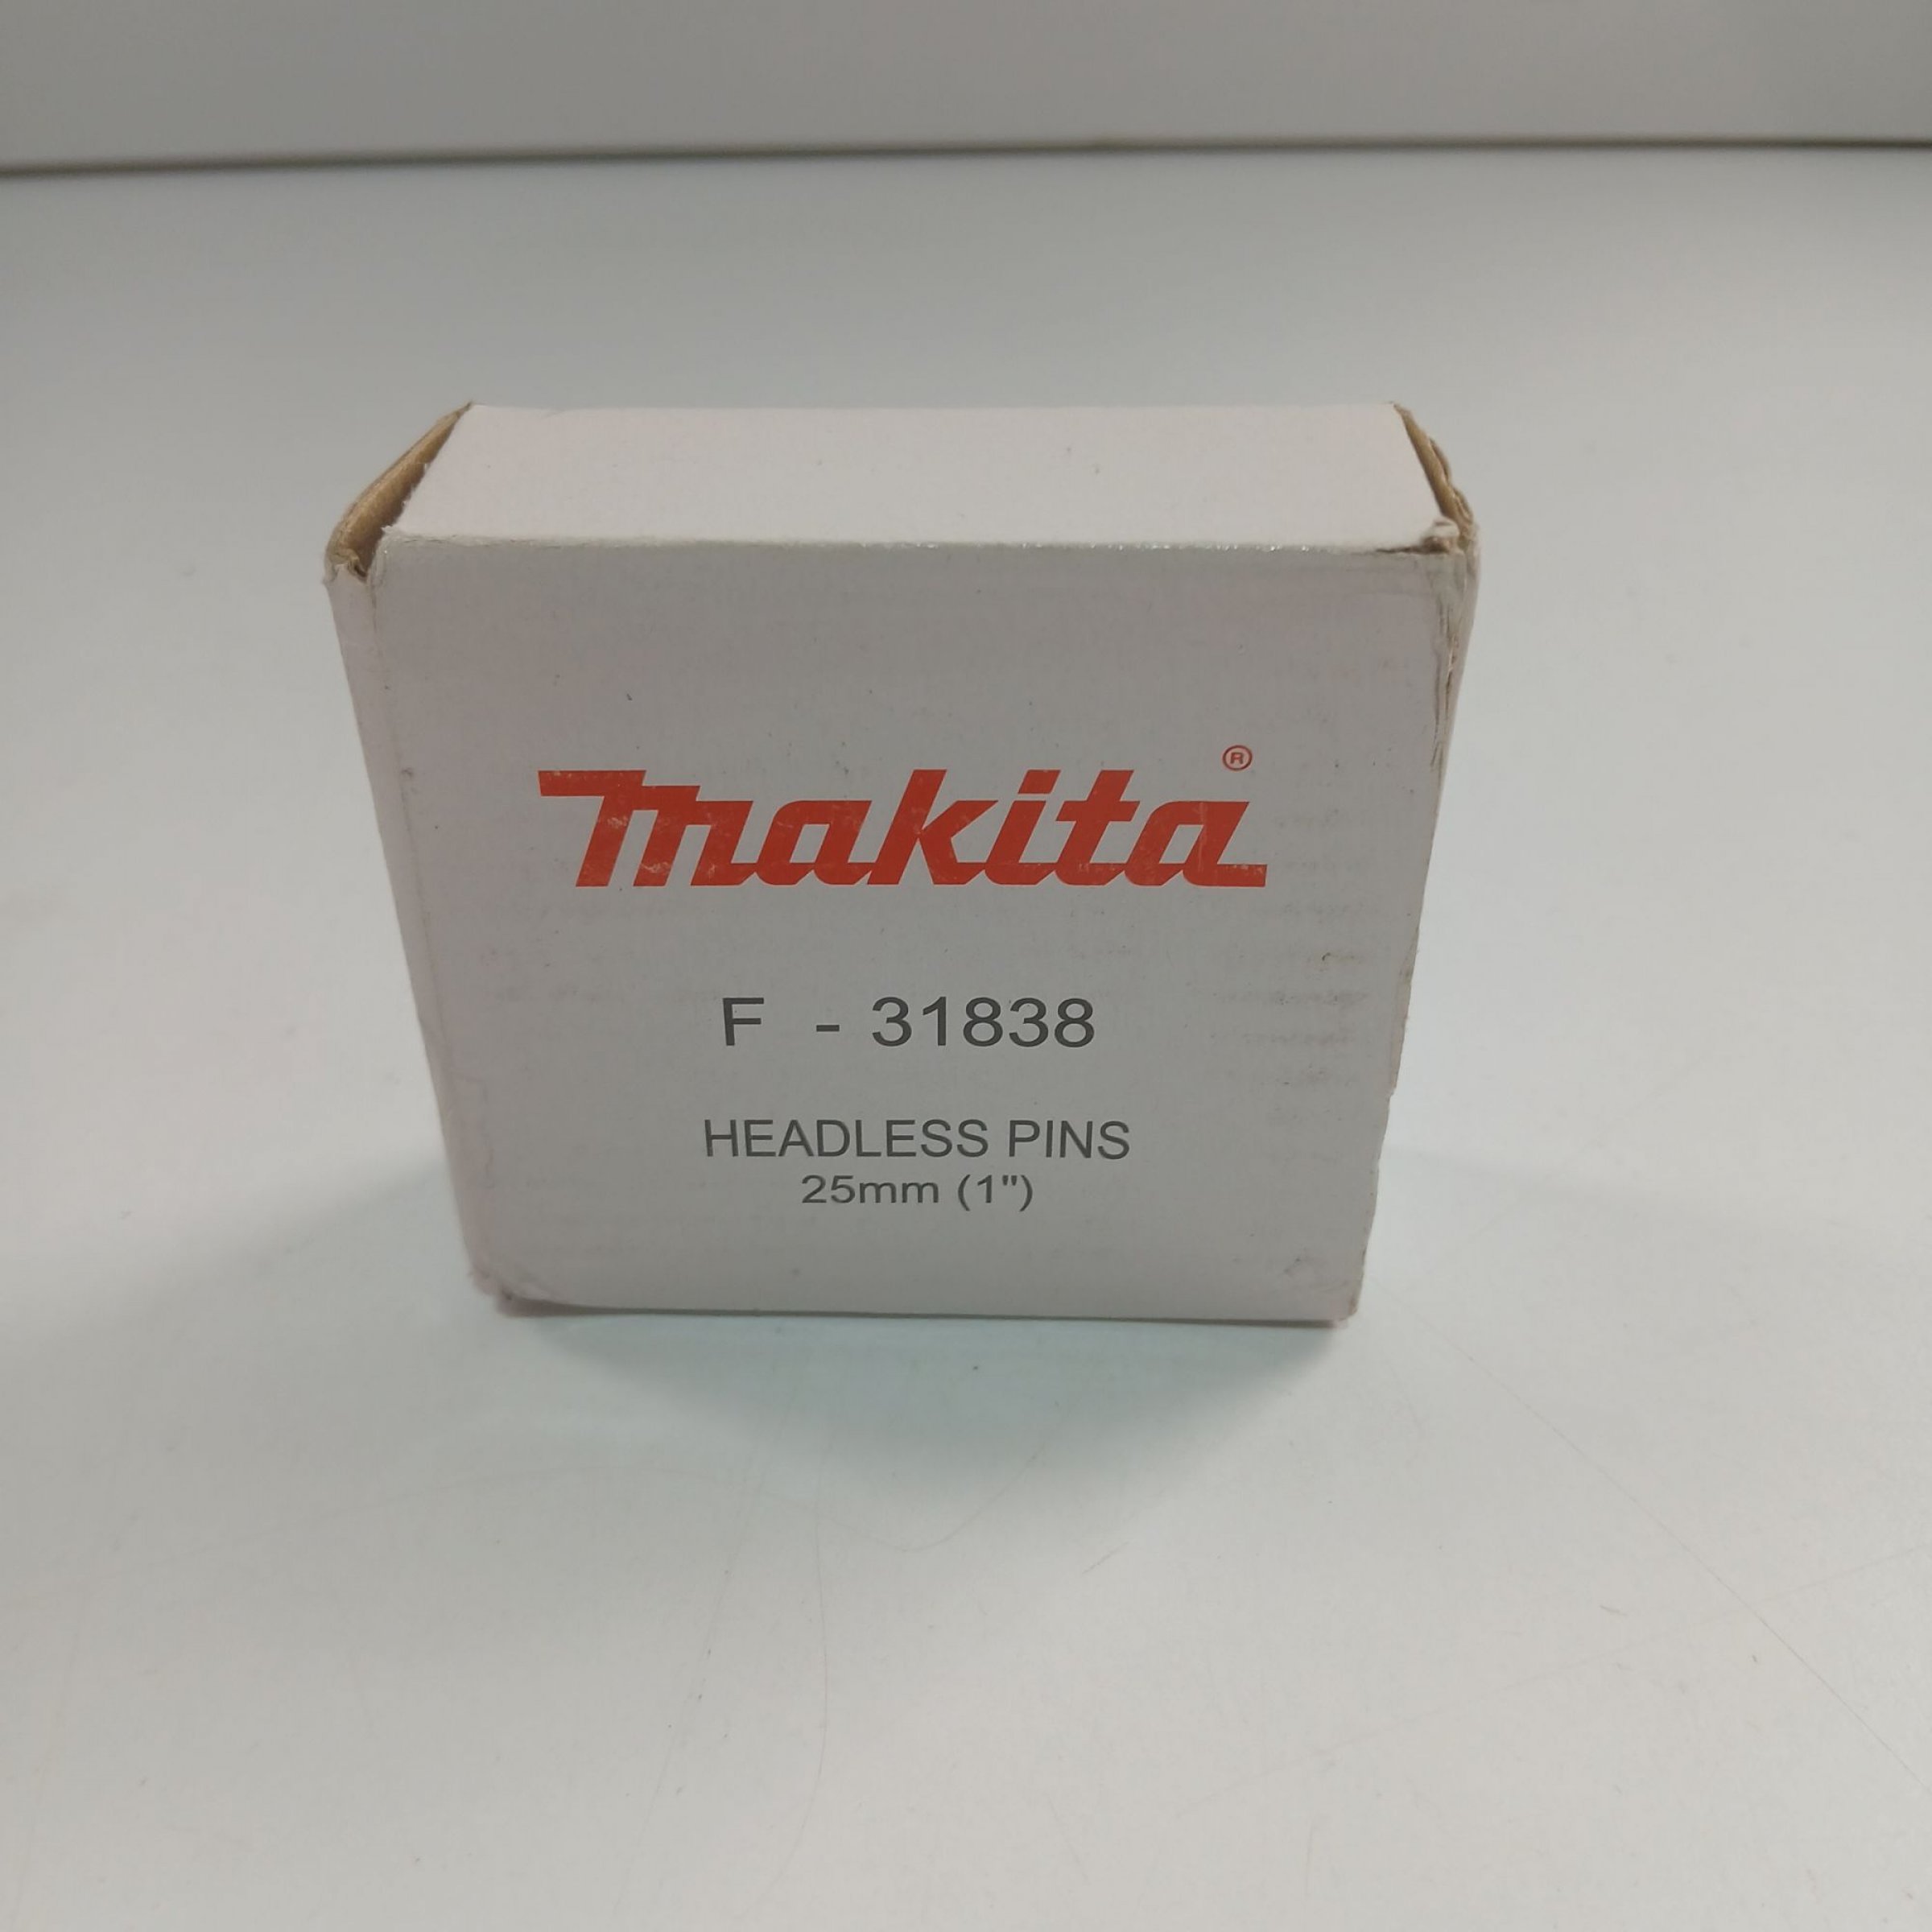 makita®
F - 31838
HEADLESS PINS
25mm (1")